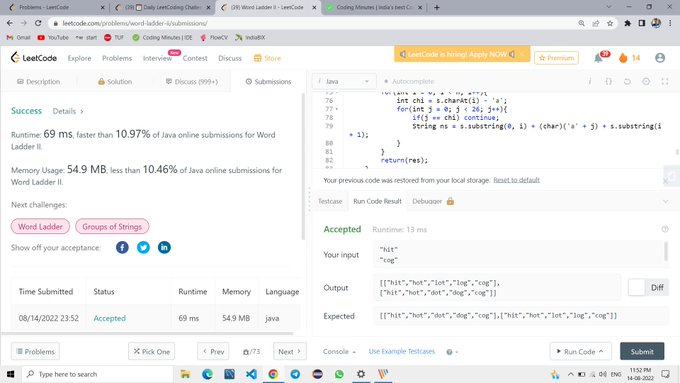 Problems - LeetCode
(39) Daily LeetCoding Challen
(39) Word Ladder II - LeetCode
Coding Minutes | India's best Co
leetcode.com/problems/word-ladder-ii/submissions/
Gmail YouTube start TUF Coding Minutes | IDE FlowCV IndiaBIX
LeetCode Explore Problems Interview New Contest Discuss Store
LeetCode is hiring! Apply NOW.
Premium 39 14
Description Solution Discuss (999+) Submissions
i Java Autocomplete
Success Details
Runtime: 69 ms, faster than 10.97% of Java online submissions for Word
Ladder II.
Memory Usage: 54.9 MB, less than 10.46% of Java online submissions for
Word Ladder II.
Next challenges:
Word Ladder Groups of Strings
Show off your acceptance:
Time Submitted Status Runtime Memory Language
08/14/2022 23:52 Accepted 69 ms 54.9 MB java
75 for(int i = 0; i < n; i++){
76 int chi = s.charAt(i) - 'a';
77 for(int j = 0; j < 26; j++){
78 if(j == chi) continue;
79 String ns = s.substring(0, i) + (char)('a' + j) + s.substring(i
+ 1);
80 }
81 }
82 return(res);
83 }
Your previous code was restored from your local storage. Reset to default
Testcase Run Code Result Debugger
Accepted Runtime: 13 ms
Your input
"hit"
"cog"
Output
[["hit","hot","lot","log","cog"],
["hit","hot","dot","dog","cog"]]
Diff
Expected
[["hit","hot","dot","dog","cog"],["hit","hot","lot","log","cog"]]
Problems Pick One Prev /73 Next
Console Use Example Testcases ? Run Code Submit
Type here to search
ENG
11:52 PM
14-08-2022